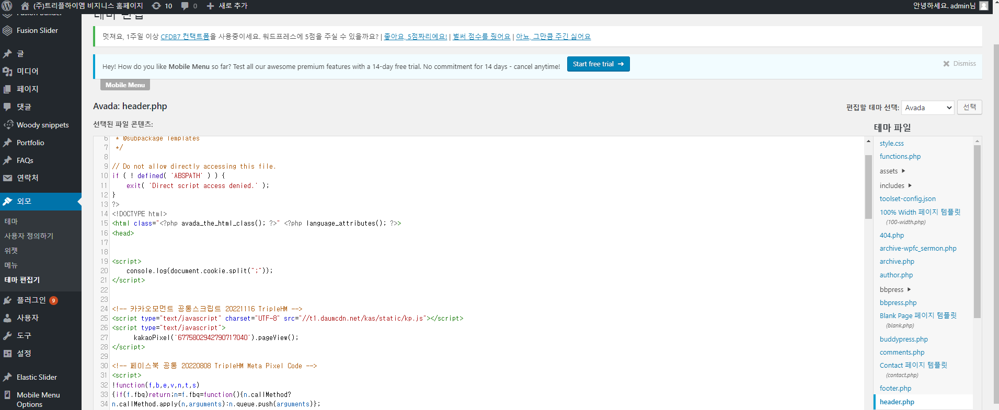 (주)트리플하이엠 비지니스 홈페이지 10 0 새로 추가 안녕하세요. admin님
Fusion Builder
Fusion Slider
글
미디어
페이지
댓글
Woody snippets
Portfolio
FAQs
연락처
외모
테마
사용자 정의하기
위젯
메뉴
테마 편집기
플러그인 9
사용자
도구
설정
Elastic Slider
Mobile Menu
Options
테마 편집
멋져요, 1주일 이상 CFDB7 컨택트폼을 사용중이세요. 워드프레스에 5점을 주실 수 있을까요? | 좋아요, 5점짜리예요! | 벌써 점수를 줬어요 | 아뇨, 그만큼 주긴 싫어요
Hey! How do you like Mobile Menu so far? Test all our awesome premium features with a 14-day free trial. No commitment for 14 days - cancel anytime! Start free trial → Dismiss
Mobile Menu
Avada: header.php
편집할 테마 선택: Avada 선택
선택된 파일 콘텐츠:
6 * @subpackage Templates
7 */
8
9 // Do not allow directly accessing this file.
10 if ( ! defined( 'ABSPATH' ) ) {
11 exit( 'Direct script access denied.' );
12 }
13 ?>
14 <!DOCTYPE html>
15 <html class="<?php avada_the_html_class(); ?>" <?php language_attributes(); ?>>
16 <head>
17
18
19 <script>
20 console.log(document.cookie.split(";"));
21 </script>
22
23
24 <!-- 카카오모먼트 공통스크립트 20221116 TripleHM -->
25 <script type="text/javascript" charset="UTF-8" src="//t1.daumcdn.net/kas/static/kp.js"></script>
26 <script type="text/javascript">
27 kakaoPixel('6775802942790717040').pageView();
28 </script>
29
30 <!-- 페이스북 공통 20220808 TripleHM Meta Pixel Code -->
31 <script>
32 !function(f,b,e,v,n,t,s)
33 {if(f.fbq)return;n=f.fbq=function(){n.callMethod?
34 n.callMethod.apply(n,arguments):n.queue.push(arguments)};
테마 파일
style.css
functions.php
assets
includes
toolset-config.json
100% Width 페이지 템플릿
(100-width.php)
404.php
archive-wpfc_sermon.php
archive.php
author.php
bbpress
bbpress.php
Blank Page 페이지 템플릿
(blank.php)
buddypress.php
comments.php
Contact 페이지 템플릿
(contact.php)
footer.php
header.php